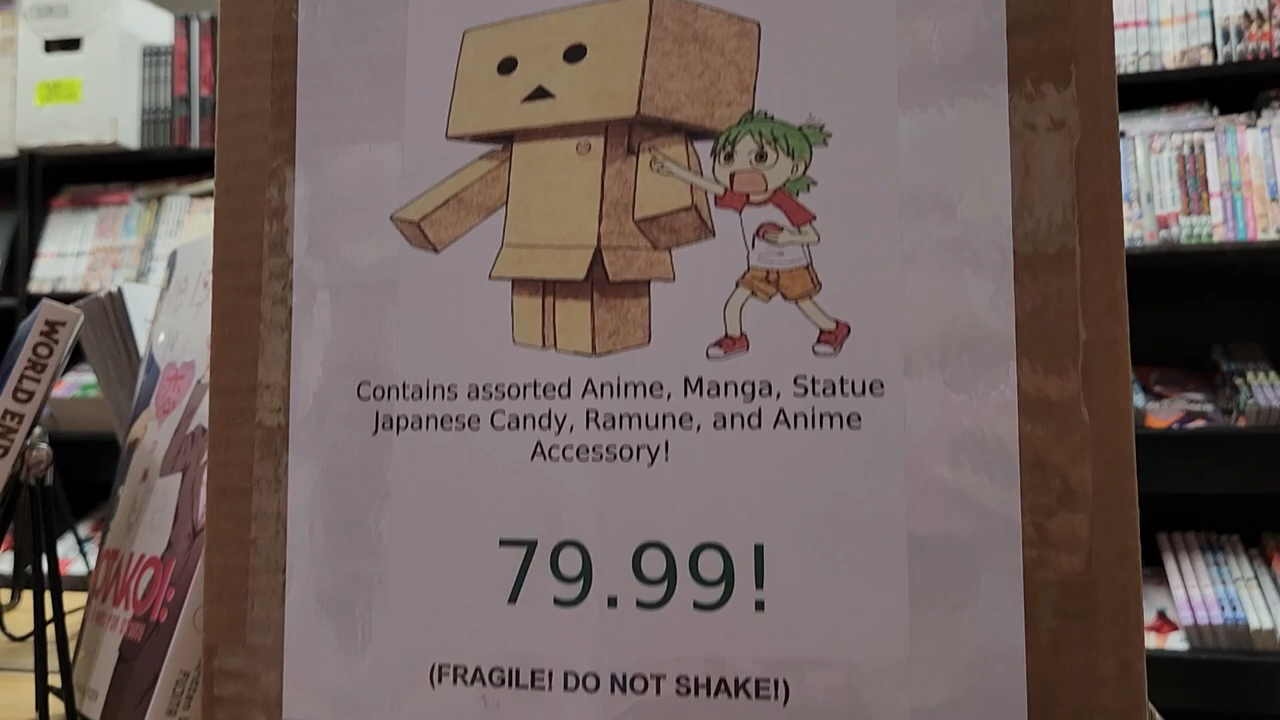 WORLD END
Contains assorted Anime, Manga, Statue
Japanese Candy, Ramune, and Anime
Accessory!
79.99!
(FRAGILE! DO NOT SHAKE!)